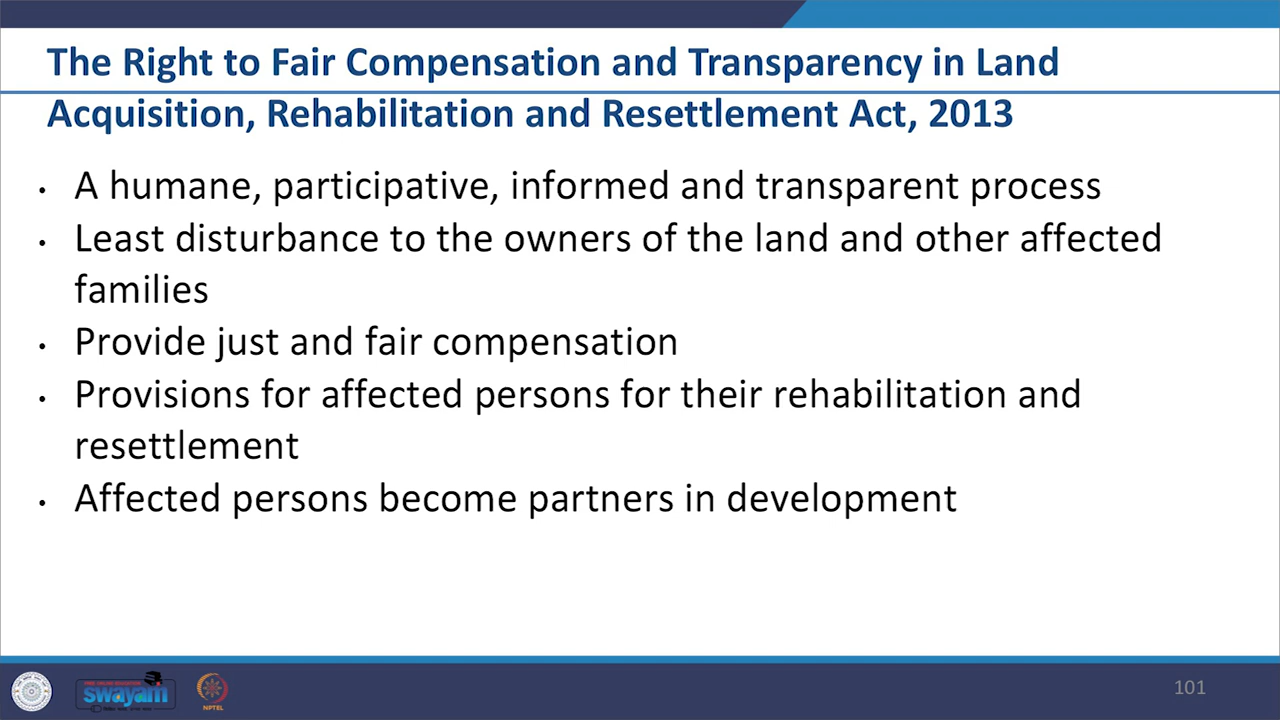 The Right to Fair Compensation and Transparency in Land
Acquisition, Rehabilitation and Resettlement Act, 2013
• A humane, participative, informed and transparent process
• Least disturbance to the owners of the land and other affected
families
• Provide just and fair compensation
• Provisions for affected persons for their rehabilitation and
resettlement
• Affected persons become partners in development
swayam
NPTEL
101